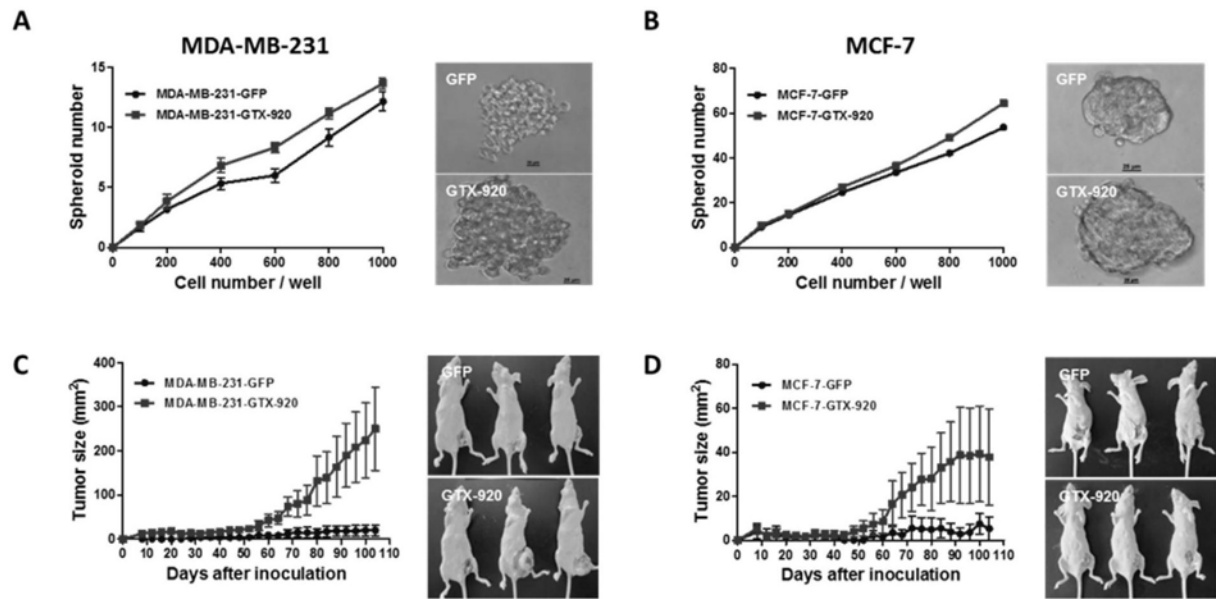 A
MDA-MB-231
15
10
5
0
Spheroid number
MDA-MB-231-GFP
MDA-MB-231-GTX-920
0 200 400 600 800 1000
Cell number / well
GFP
GTX-920
B
MCF-7
80
60
40
20
0
Spheroid number
MCF-7-GFP
MCF-7-GTX-920
0 200 400 600 800 1000
Cell number / well
GFP
GTX-920
C
400
300
200
100
0
Tumor size (mm²)
MDA-MB-231-GFP
MDA-MB-231-GTX-920
0 10 20 30 40 50 60 70 80 90 100 110
Days after inoculation
GFP
GTX-920
D
80
60
40
20
0
Tumor size (mm²)
MCF-7-GFP
MCF-7-GTX-920
0 10 20 30 40 50 60 70 80 90 100 110
Days after inoculation
GFP
GTX-920